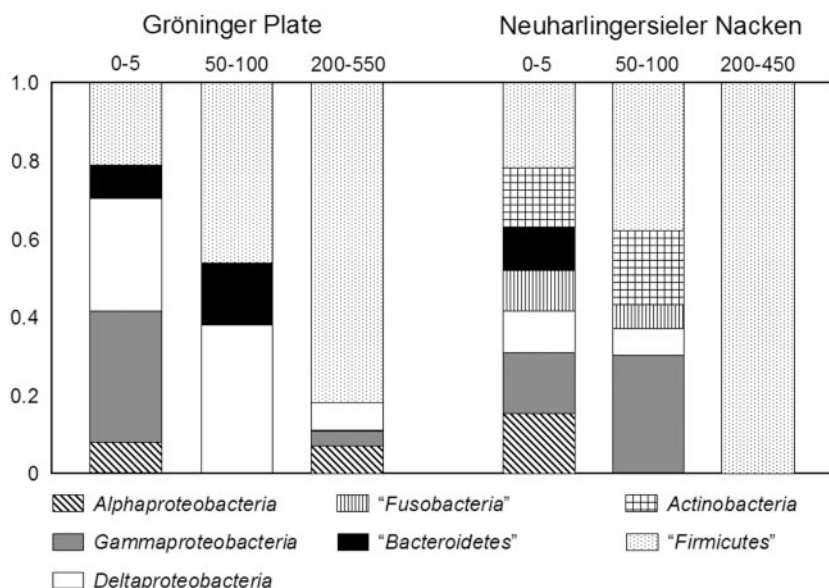 Gröninger Plate Neuharlingersieler Nacken
0-5 50-100 200-550 0-5 50-100 200-450
1.0
0.8
0.6
0.4
0.2
0
Alphaproteobacteria “Fusobacteria” Actinobacteria
Gammaproteobacteria “Bacteroidetes” “Firmicutes”
Deltaproteobacteria